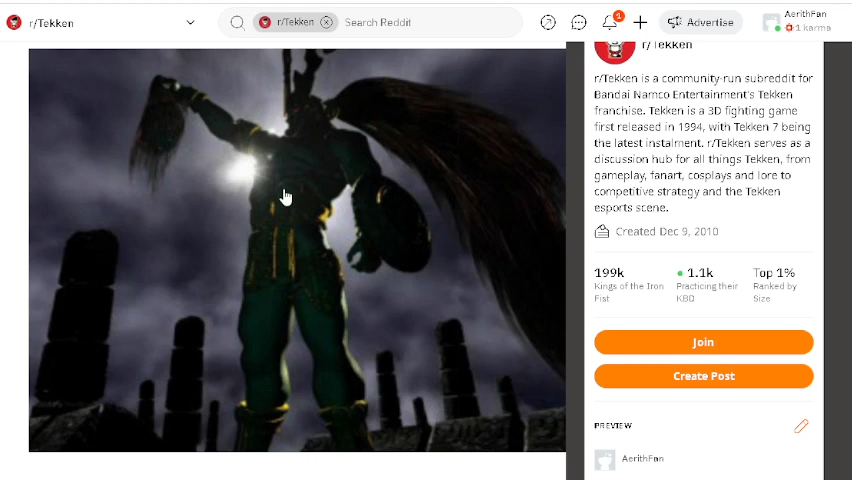 r/Tekken
r/Tekken
Search Reddit
1
Advertise
AerithFan
1 karma
r/Tekken
r/Tekken is a community-run subreddit for
Bandai Namco Entertainment's Tekken
franchise. Tekken is a 3D fighting game
first released in 1994, with Tekken 7 being
the latest instalment. r/Tekken serves as a
discussion hub for all things Tekken, from
gameplay, fanart, cosplays and lore to
competitive strategy and the Tekken
esports scene.
Created Dec 9, 2010
199k
Kings of the Iron
Fist
1.1k
Practicing their
KBD
Top 1%
Ranked by
Size
Join
Create Post
PREVIEW
AerithFan